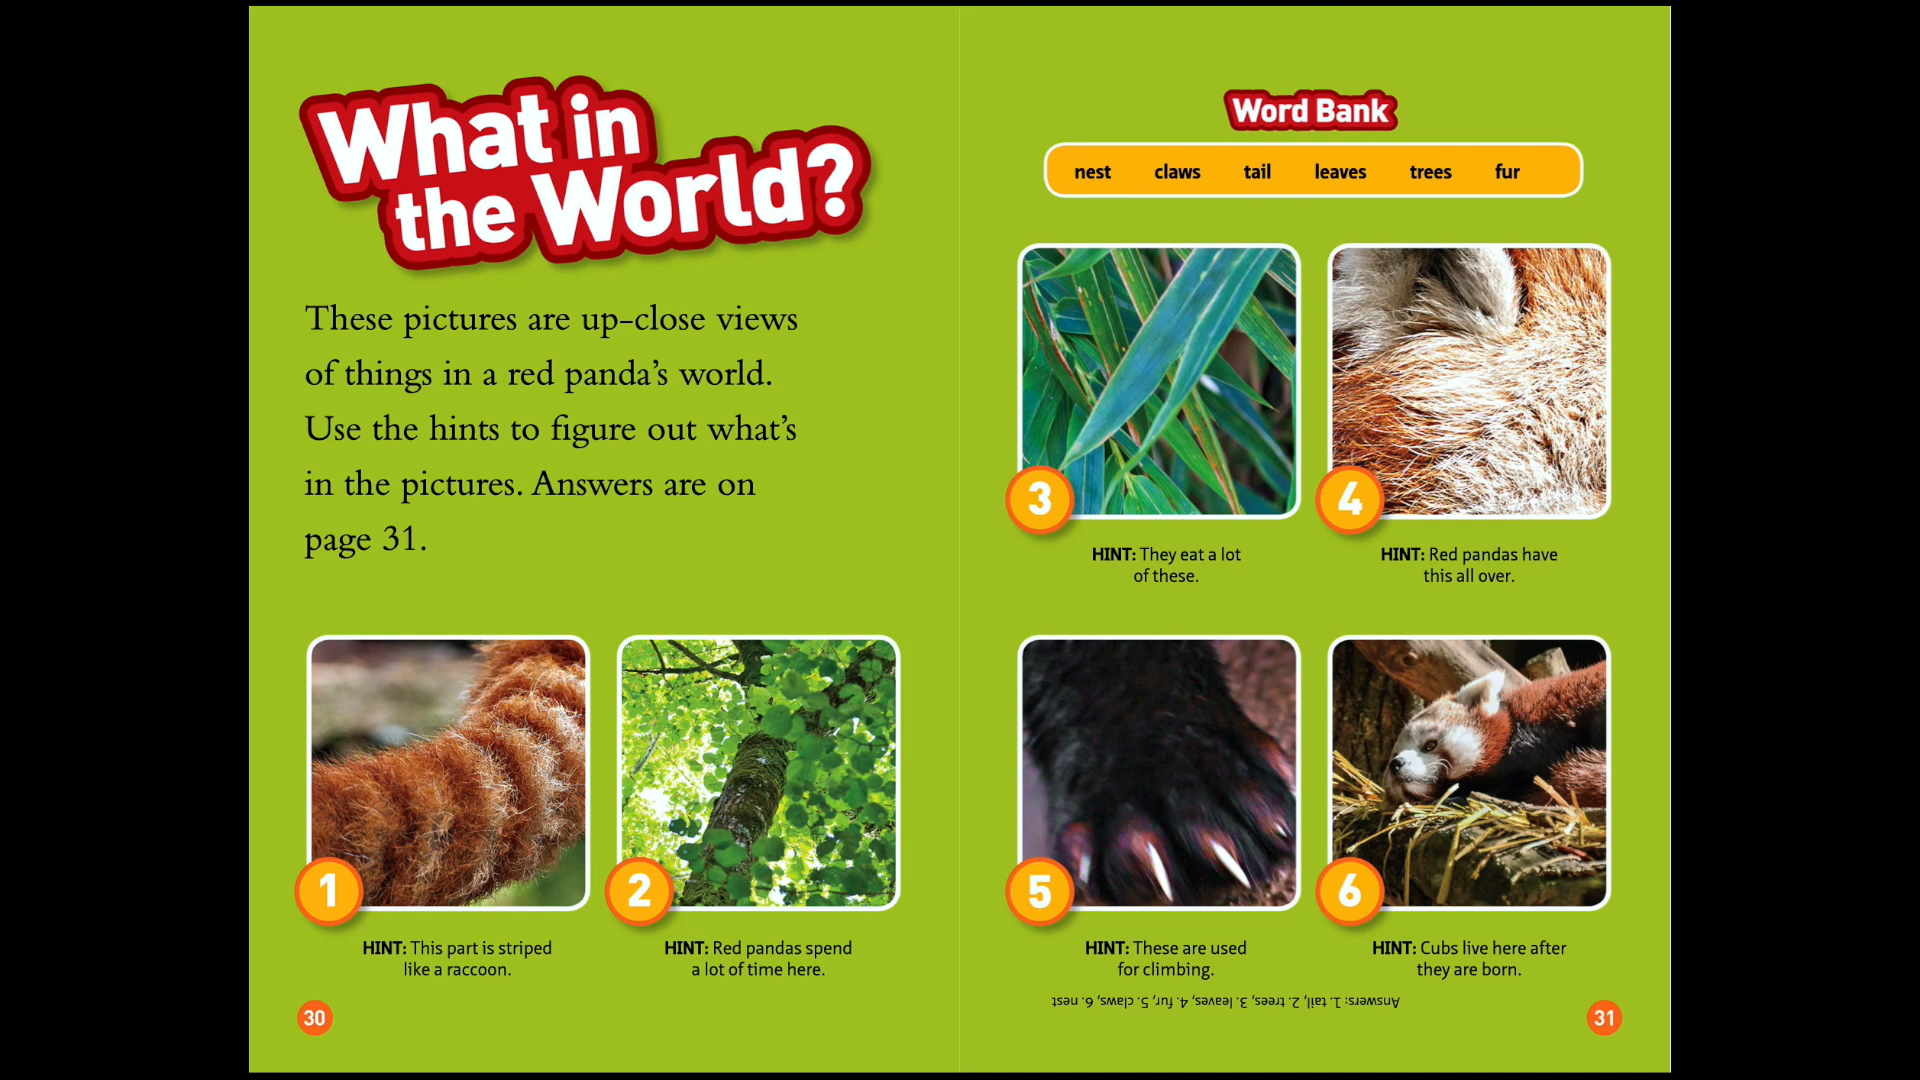 What in
the World?
These pictures are up-close views
of things in a red panda's world.
Use the hints to figure out what's
in the pictures. Answers are on
page 31.
1
HINT: This part is striped
like a raccoon.
2
HINT: Red pandas spend
a lot of time here.
30
Word Bank
nest claws tail leaves trees fur
3
HINT: They eat a lot
of these.
4
HINT: Red pandas have
this all over.
5
HINT: These are used
for climbing.
6
HINT: Cubs live here after
they are born.
Answers: 1. tail, 2. trees, 3. leaves, 4. fur, 5. claws, 6. nest
31